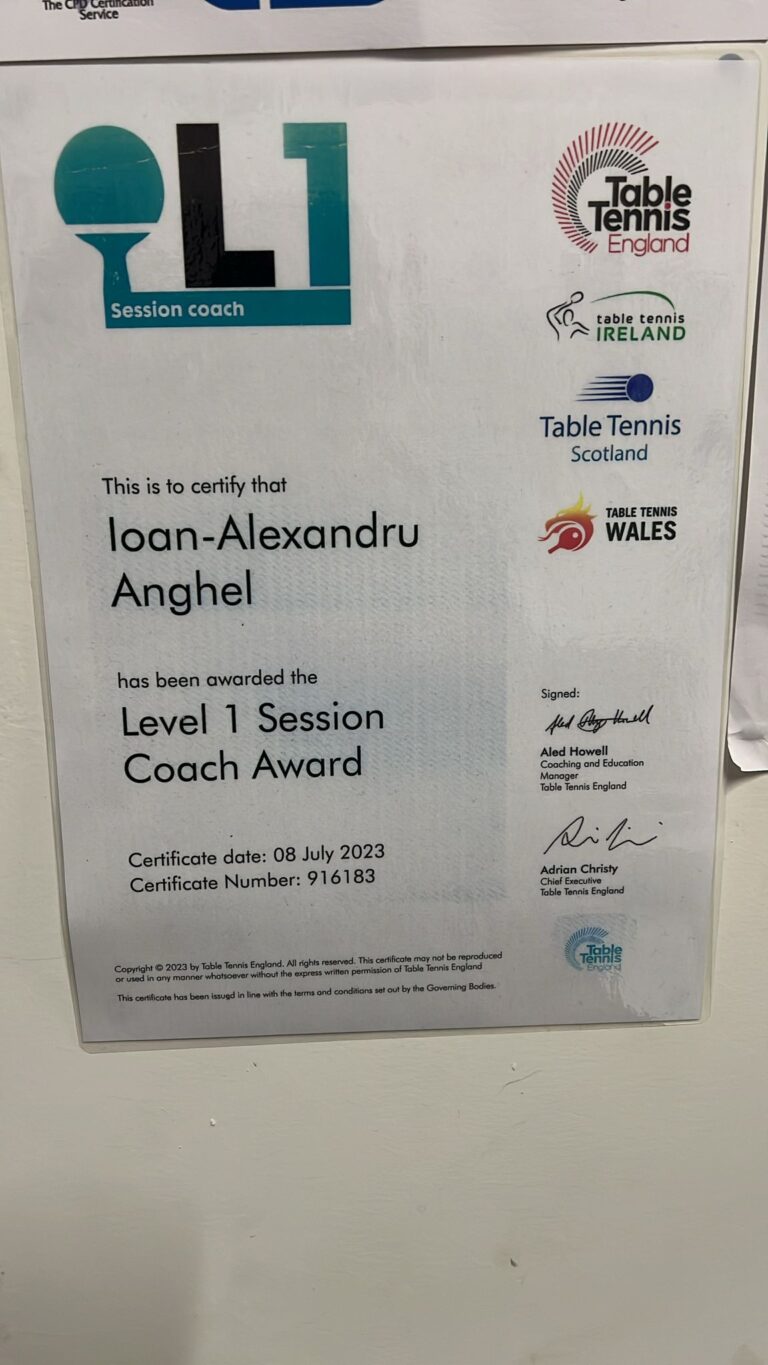 The CPD Certification
Service
L1
Session coach
Table
Tennis
England
table tennis
IRELAND
Table Tennis
Scotland
TABLE TENNIS
WALES
This is to certify that
Ioan-Alexandru
Anghel
has been awarded the
Level 1 Session
Coach Award
Certificate date: 08 July 2023
Certificate Number: 916183
Signed:
Aled Howell
Coaching and Education
Manager
Table Tennis England
Adrian Christy
Chief Executive
Table Tennis England
Table
Tennis
England
Copyright © 2023 by Table Tennis England. All rights reserved. This certificate may not be reproduced
or used in any manner whatsoever without the express written permission of Table Tennis England
This certificate has been issued in line with the terms and conditions set out by the Governing Bodies.